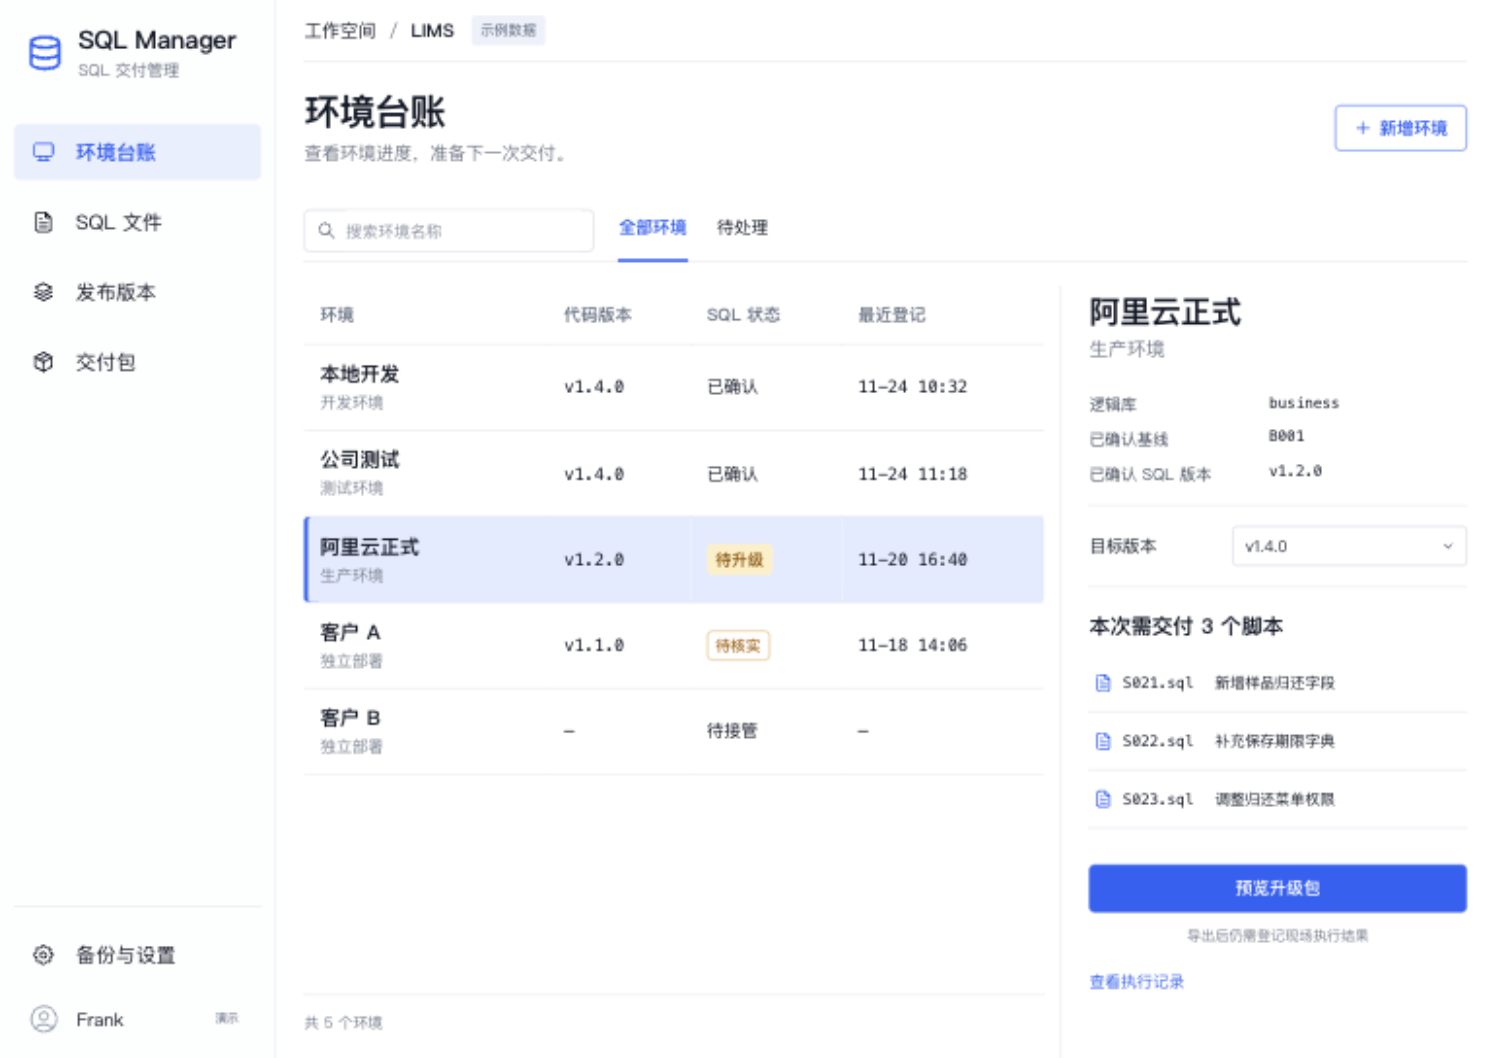 SQL Manager
SQL 交付管理
环境台账
SQL 文件
发布版本
交付包
备份与设置
Frank 演示
工作空间 / LIMS 示例数据
环境台账
查看环境进度，准备下一次交付。
+ 新增环境
搜索环境名称 全部环境 待处理
环境 代码版本 SQL 状态 最近登记
本地开发
开发环境
v1.4.0 已确认 11-24 10:32
公司测试
测试环境
v1.4.0 已确认 11-24 11:18
阿里云正式
生产环境
v1.2.0 待升级 11-20 16:40
客户 A
独立部署
v1.1.0 待核实 11-18 14:06
客户 B
独立部署
— 待接管 —
共 5 个环境
阿里云正式
生产环境
逻辑库 business
已确认基线 B001
已确认 SQL 版本 v1.2.0
目标版本 v1.4.0
本次需交付 3 个脚本
S021.sql 新增样品归还字段
S022.sql 补充保存期限字典
S023.sql 调整归还菜单权限
预览升级包
导出后仍需登记现场执行结果
查看执行记录